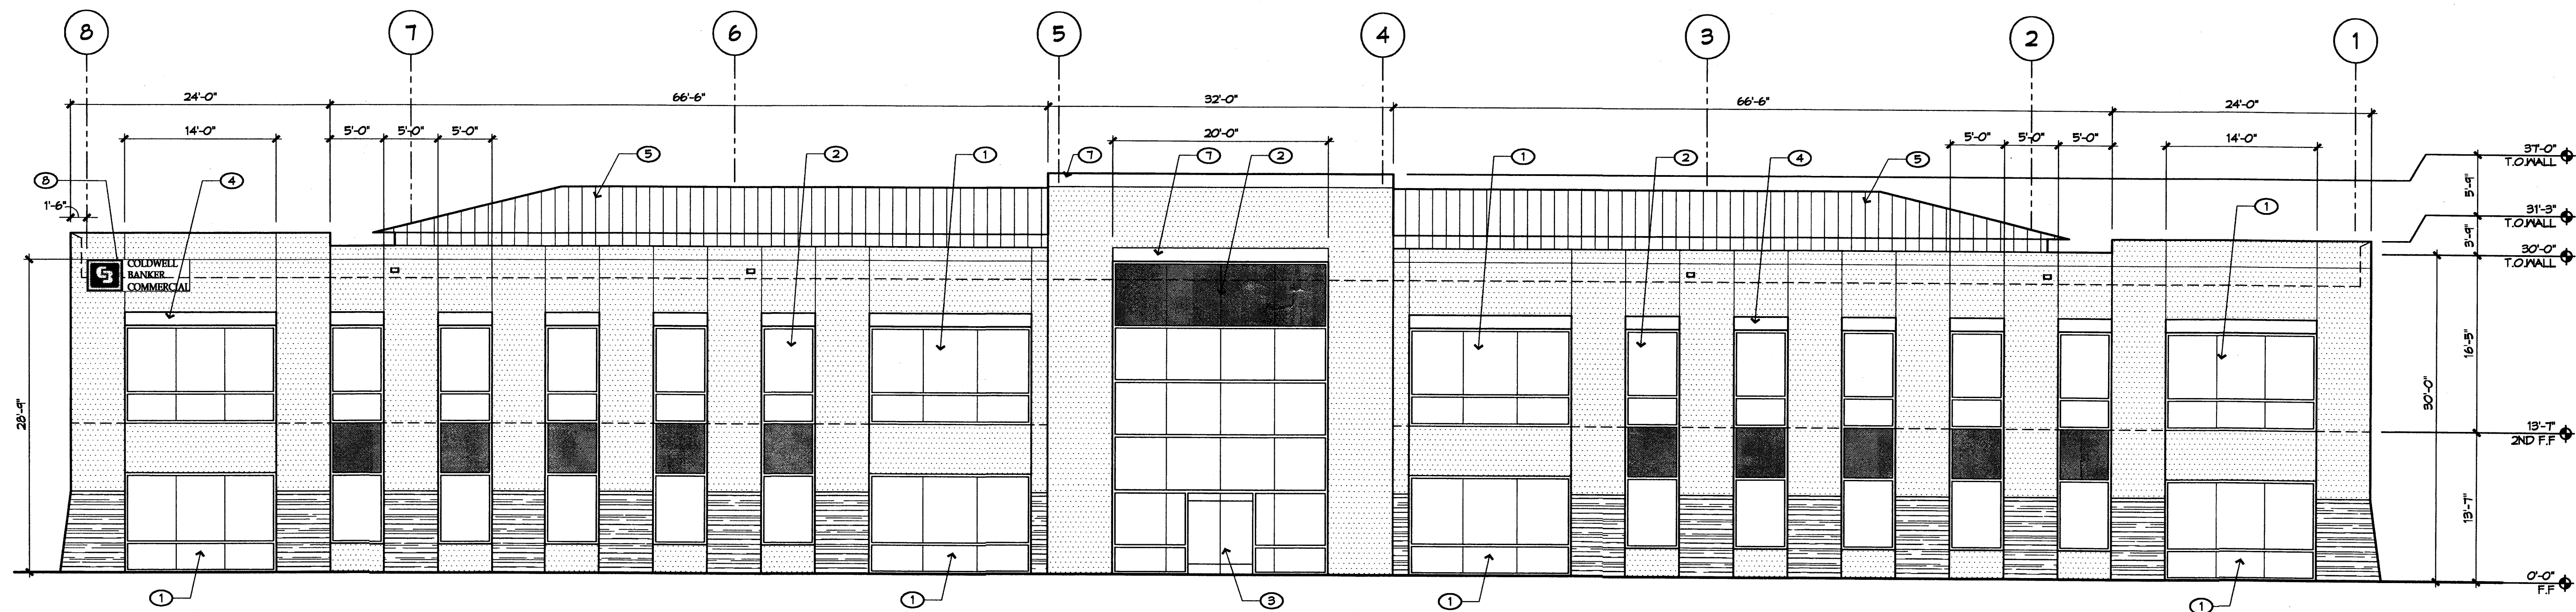 8 7 6 5 4 3 2 1
24'-0" 66'-6" 32'-0" 66'-6" 24'-0"
14'-0" 5'-0" 5'-0" 5'-0" 20'-0" 5'-0" 5'-0" 5'-0" 14'-0"
5 2 1 7 7 2 1 2 4 5
37'-0"
T.O.WALL
8 4
5'-9"
1'-6"
1
31'-3"
T.O.WALL
3'-9"
30'-0"
T.O.WALL
CB
COLDWELL
BANKER
COMMERCIAL
16'-5"
28'-9"
30'-0"
13'-7"
2ND F.F
13'-7"
0'-0"
F.F
1 1 3 1 1